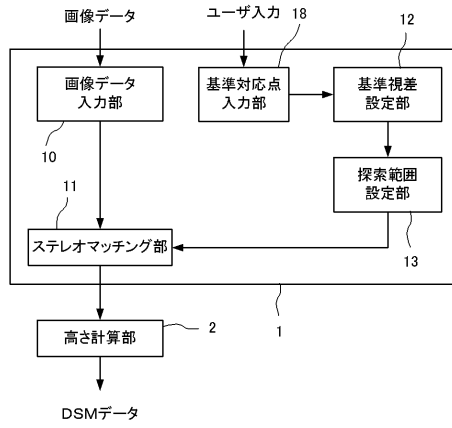 画像データ
ユーザ入力
18
12
画像データ
入力部
10
基準対応点
入力部
基準視差
設定部
探索範囲
設定部
13
11
ステレオマッチング部
1
高さ計算部
2
DSMデータ